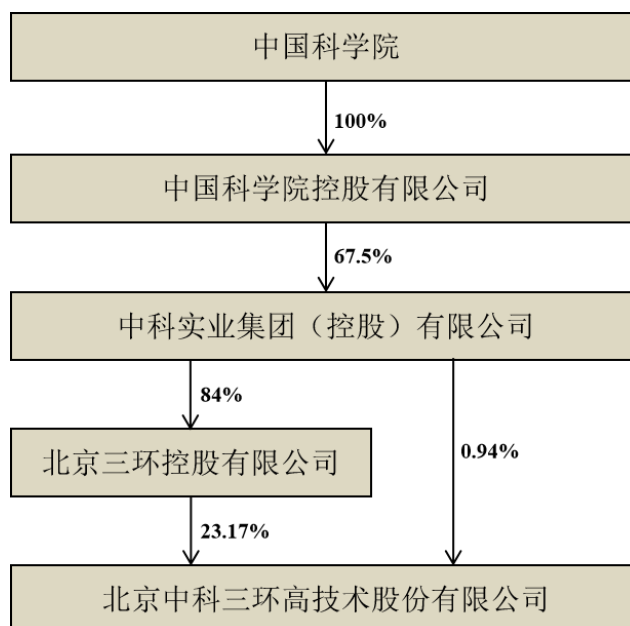 中国科学院
100%
中国科学院控股有限公司
67.5%
中科实业集团（控股）有限公司
84%
0.94%
北京三环控股有限公司
23.17%
北京中科三环高技术股份有限公司